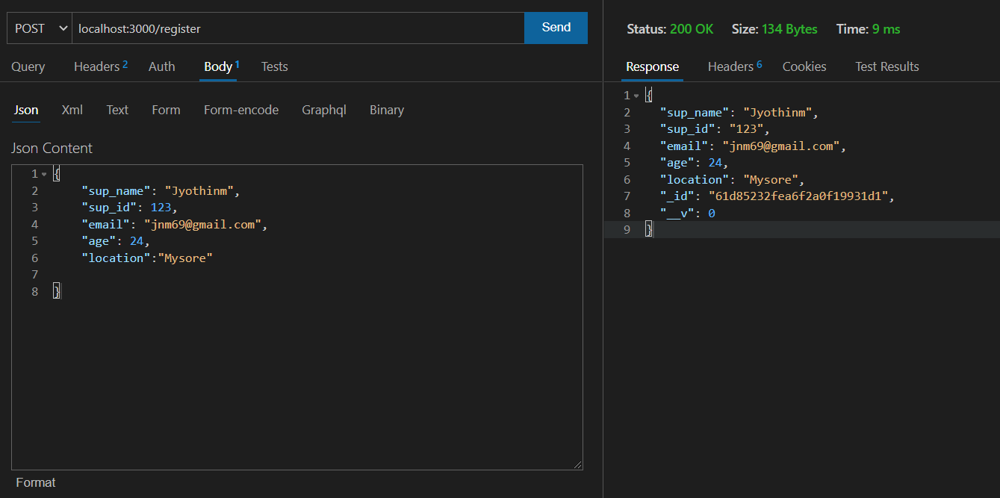 POST localhost:3000/register Send
Query Headers 2 Auth Body 1 Tests
Json Xml Text Form Form-encode Graphql Binary
Json Content
1 {
2 "sup_name": "Jyothinm",
3 "sup_id": 123,
4 "email": "jnm69@gmail.com",
5 "age": 24,
6 "location":"Mysore"
7
8 }
Format
Status: 200 OK Size: 134 Bytes Time: 9 ms
Response Headers 6 Cookies Test Results
1 {
2 "sup_name": "Jyothinm",
3 "sup_id": "123",
4 "email": "jnm69@gmail.com",
5 "age": 24,
6 "location": "Mysore",
7 "_id": "61d85232fea6f2a0f19931d1",
8 "__v": 0
9 }